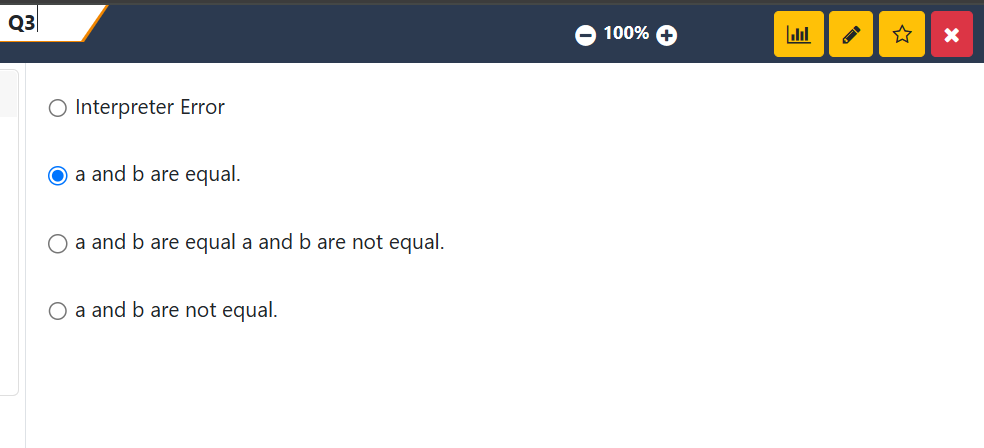 Q3
100%
Interpreter Error
a and b are equal.
a and b are equal a and b are not equal.
a and b are not equal.